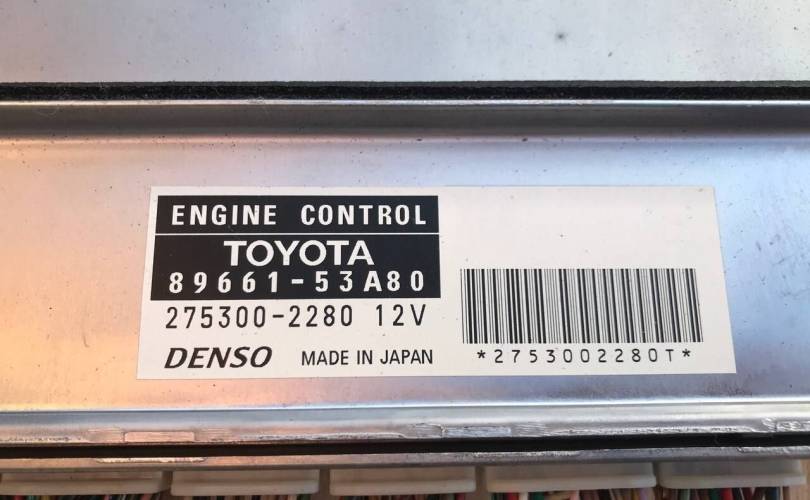 ENGINE CONTROL
TOYOTA
89661-53A80
275300-2280 12V
DENSO MADE IN JAPAN
*2753002280T*